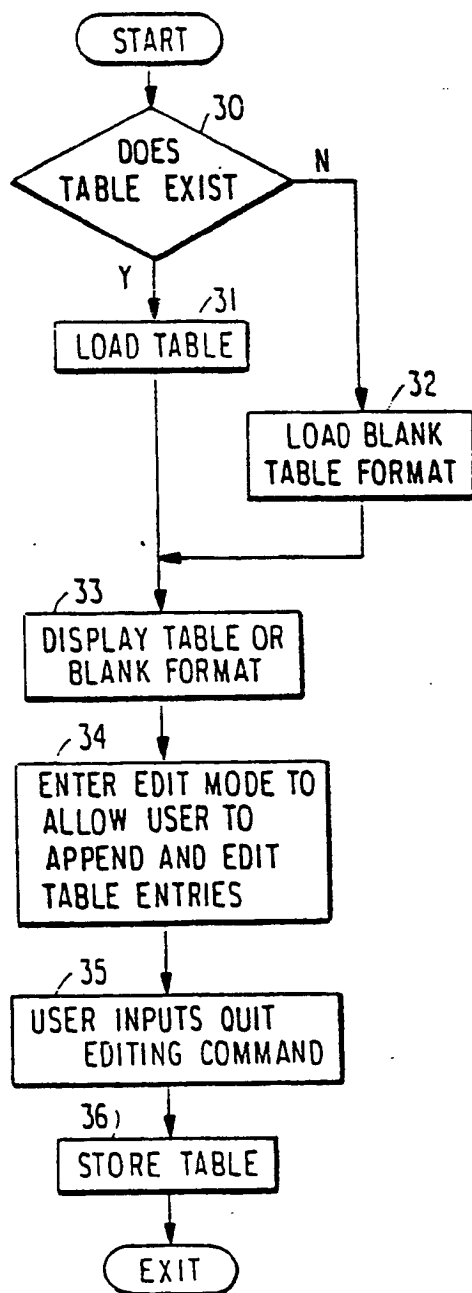 START
30
DOES
TABLE EXIST
N
Y
31
LOAD TABLE
32
LOAD BLANK
TABLE FORMAT
33
DISPLAY TABLE OR
BLANK FORMAT
34
ENTER EDIT MODE TO
ALLOW USER TO
APPEND AND EDIT
TABLE ENTRIES
35
USER INPUTS QUIT
EDITING COMMAND
36
STORE TABLE
EXIT